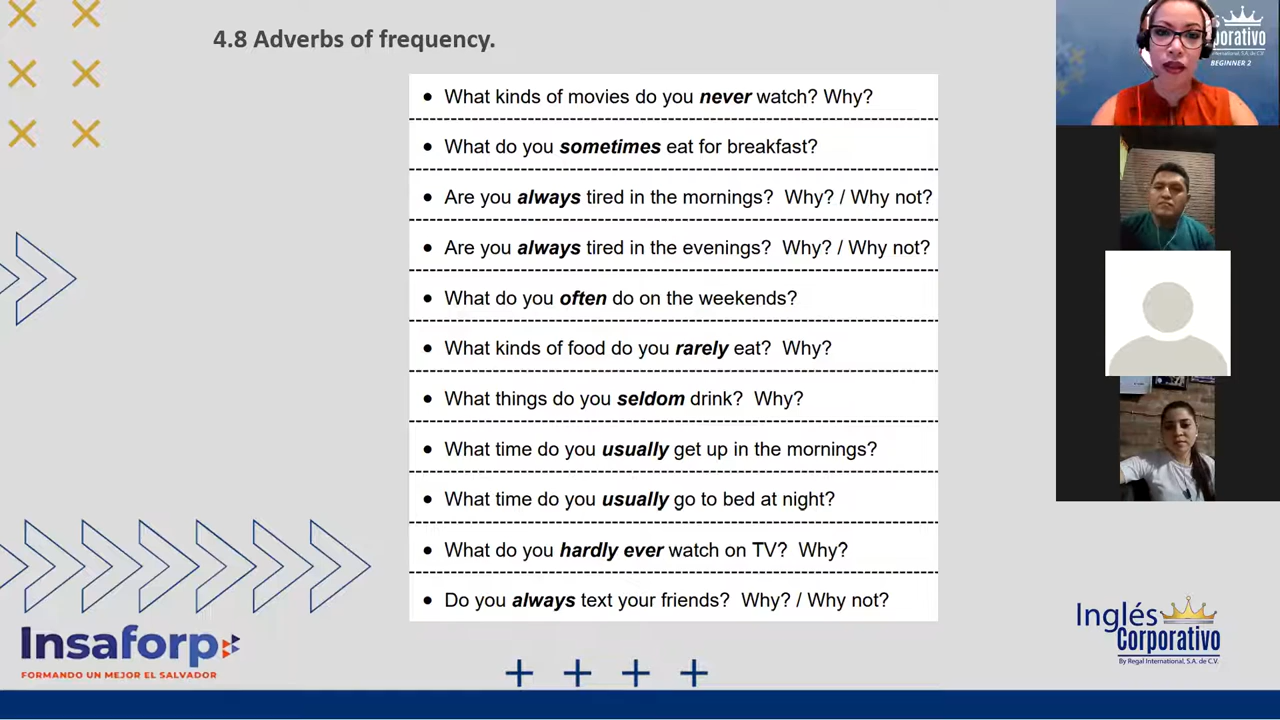 4.8 Adverbs of frequency.
• What kinds of movies do you never watch? Why?
• What do you sometimes eat for breakfast?
• Are you always tired in the mornings? Why? / Why not?
• Are you always tired in the evenings? Why? / Why not?
• What do you often do on the weekends?
• What kinds of food do you rarely eat? Why?
• What things do you seldom drink? Why?
• What time do you usually get up in the mornings?
• What time do you usually go to bed at night?
• What do you hardly ever watch on TV? Why?
• Do you always text your friends? Why? / Why not?
BEGINNER 2
Insaforp
FORMANDO UN MEJOR EL SALVADOR
Inglés
Corporativo
By Regal International, S.A. de C.V.